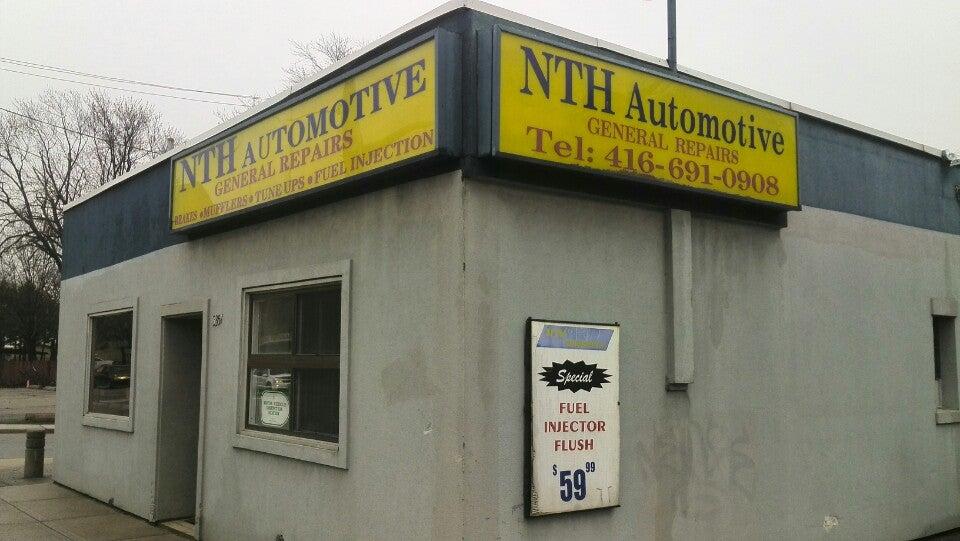 NTH AUTOMOTIVE
GENERAL REPAIRS
BRAKES • MUFFLERS • TUNE UPS • FUEL INJECTION
NTH Automotive
GENERAL REPAIRS
Tel: 416-691-0908
Special
FUEL
INJECTOR
FLUSH
$59.99